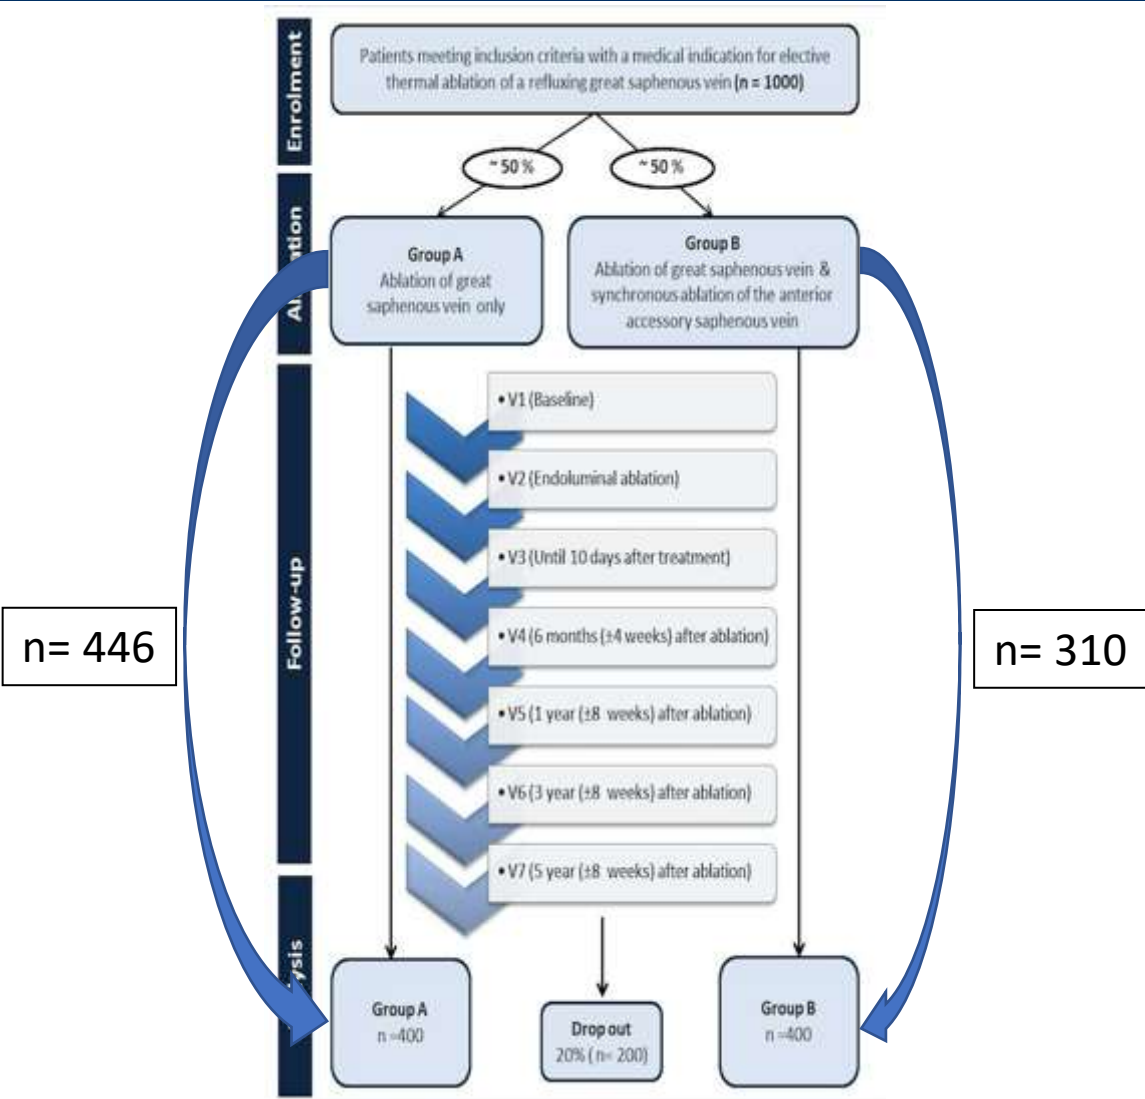 Enrolment
Patients meeting inclusion criteria with a medical indication for elective
thermal ablation of a refluxing great saphenous vein (n = 1000)
~ 50 %
~ 50 %
Group A
Ablation of great
saphenous vein only
Group B
Ablation of great saphenous vein &
synchronous ablation of the anterior
accessory saphenous vein
Follow-up
• V1 (Baseline)
• V2 (Endoluminal ablation)
• V3 (Until 10 days after treatment)
• V4 (6 months (±4 weeks) after ablation)
• V5 (1 year (±8 weeks) after ablation)
• V6 (3 year (±8 weeks) after ablation)
• V7 (5 year (±8 weeks) after ablation)
n= 446
n= 310
Group A
n =400
Drop out
20% ( n= 200)
Group B
n =400